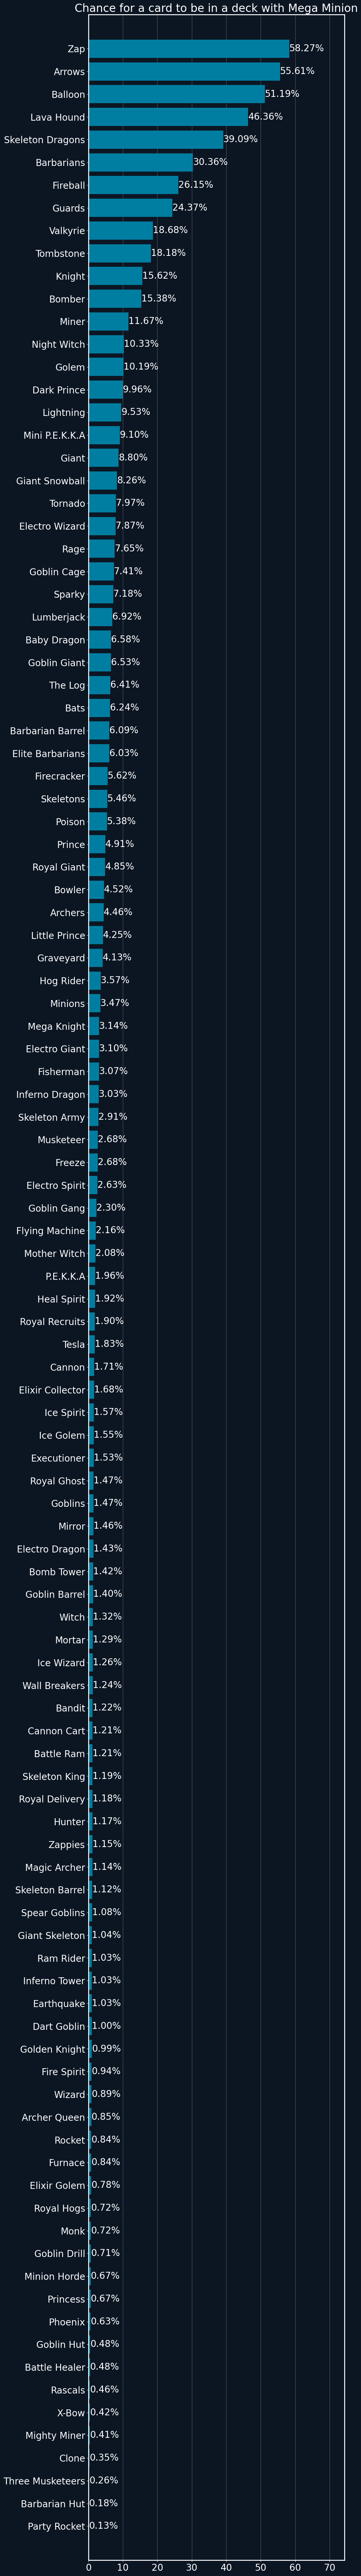 Chance for a card to be in a deck with Mega Minion
Zap 58.27%
Arrows 55.61%
Balloon 51.19%
Lava Hound 46.36%
Skeleton Dragons 39.09%
Barbarians 30.36%
Fireball 26.15%
Guards 24.37%
Valkyrie 18.68%
Tombstone 18.18%
Knight 15.62%
Bomber 15.38%
Miner 11.67%
Night Witch 10.33%
Golem 10.19%
Dark Prince 9.96%
Lightning 9.53%
Mini P.E.K.K.A 9.10%
Giant 8.80%
Giant Snowball 8.26%
Tornado 7.97%
Electro Wizard 7.87%
Rage 7.65%
Goblin Cage 7.41%
Sparky 7.18%
Lumberjack 6.92%
Baby Dragon 6.58%
Goblin Giant 6.53%
The Log 6.41%
Bats 6.24%
Barbarian Barrel 6.09%
Elite Barbarians 6.03%
Firecracker 5.62%
Skeletons 5.46%
Poison 5.38%
Prince 4.91%
Royal Giant 4.85%
Bowler 4.52%
Archers 4.46%
Little Prince 4.25%
Graveyard 4.13%
Hog Rider 3.57%
Minions 3.47%
Mega Knight 3.14%
Electro Giant 3.10%
Fisherman 3.07%
Inferno Dragon 3.03%
Skeleton Army 2.91%
Musketeer 2.68%
Freeze 2.68%
Electro Spirit 2.63%
Goblin Gang 2.30%
Flying Machine 2.16%
Mother Witch 2.08%
P.E.K.K.A 1.96%
Heal Spirit 1.92%
Royal Recruits 1.90%
Tesla 1.83%
Cannon 1.71%
Elixir Collector 1.68%
Ice Spirit 1.57%
Ice Golem 1.55%
Executioner 1.53%
Royal Ghost 1.47%
Goblins 1.47%
Mirror 1.46%
Electro Dragon 1.43%
Bomb Tower 1.42%
Goblin Barrel 1.40%
Witch 1.32%
Mortar 1.29%
Ice Wizard 1.26%
Wall Breakers 1.24%
Bandit 1.22%
Cannon Cart 1.21%
Battle Ram 1.21%
Skeleton King 1.19%
Royal Delivery 1.18%
Hunter 1.17%
Zappies 1.15%
Magic Archer 1.14%
Skeleton Barrel 1.12%
Spear Goblins 1.08%
Giant Skeleton 1.04%
Ram Rider 1.03%
Inferno Tower 1.03%
Earthquake 1.03%
Dart Goblin 1.00%
Golden Knight 0.99%
Fire Spirit 0.94%
Wizard 0.89%
Archer Queen 0.85%
Rocket 0.84%
Furnace 0.84%
Elixir Golem 0.78%
Royal Hogs 0.72%
Monk 0.72%
Goblin Drill 0.71%
Minion Horde 0.67%
Princess 0.67%
Phoenix 0.63%
Goblin Hut 0.48%
Battle Healer 0.48%
Rascals 0.46%
X-Bow 0.42%
Mighty Miner 0.41%
Clone 0.35%
Three Musketeers 0.26%
Barbarian Hut 0.18%
Party Rocket 0.13%
0 10 20 30 40 50 60 70